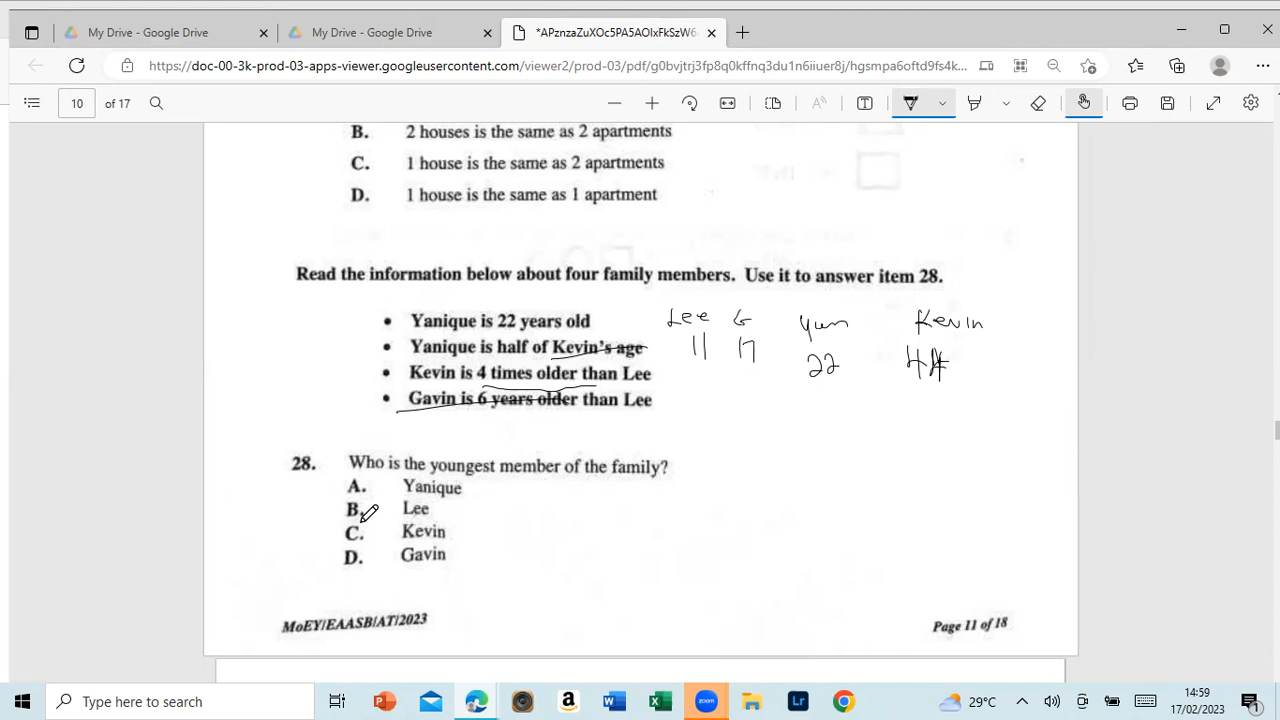 My Drive - Google Drive
My Drive - Google Drive
*APznzaZuXOc5PA5AOlxFkSzW6
https://doc-00-3k-prod-03-apps-viewer.googleusercontent.com/viewer2/prod-03/pdf/g0bvjtrj3fp8q0kffnq3du1n6iiuer8j/hgsmpa6oftd9fs4k...
10 of 17
B. 2 houses is the same as 2 apartments
C. 1 house is the same as 2 apartments
D. 1 house is the same as 1 apartment
Read the information below about four family members. Use it to answer item 28.
Lee G Yan Kevin
• Yanique is 22 years old
11 17 22 44
• Yanique is half of Kevin's age
• Kevin is 4 times older than Lee
• Gavin is 6 years older than Lee
28. Who is the youngest member of the family?
A. Yanique
B. Lee
C. Kevin
D. Gavin
MoEY/EAASB/AT/2023
Page 11 of 18
Type here to search
zoom
Lr
29°C
14:59
17/02/2023